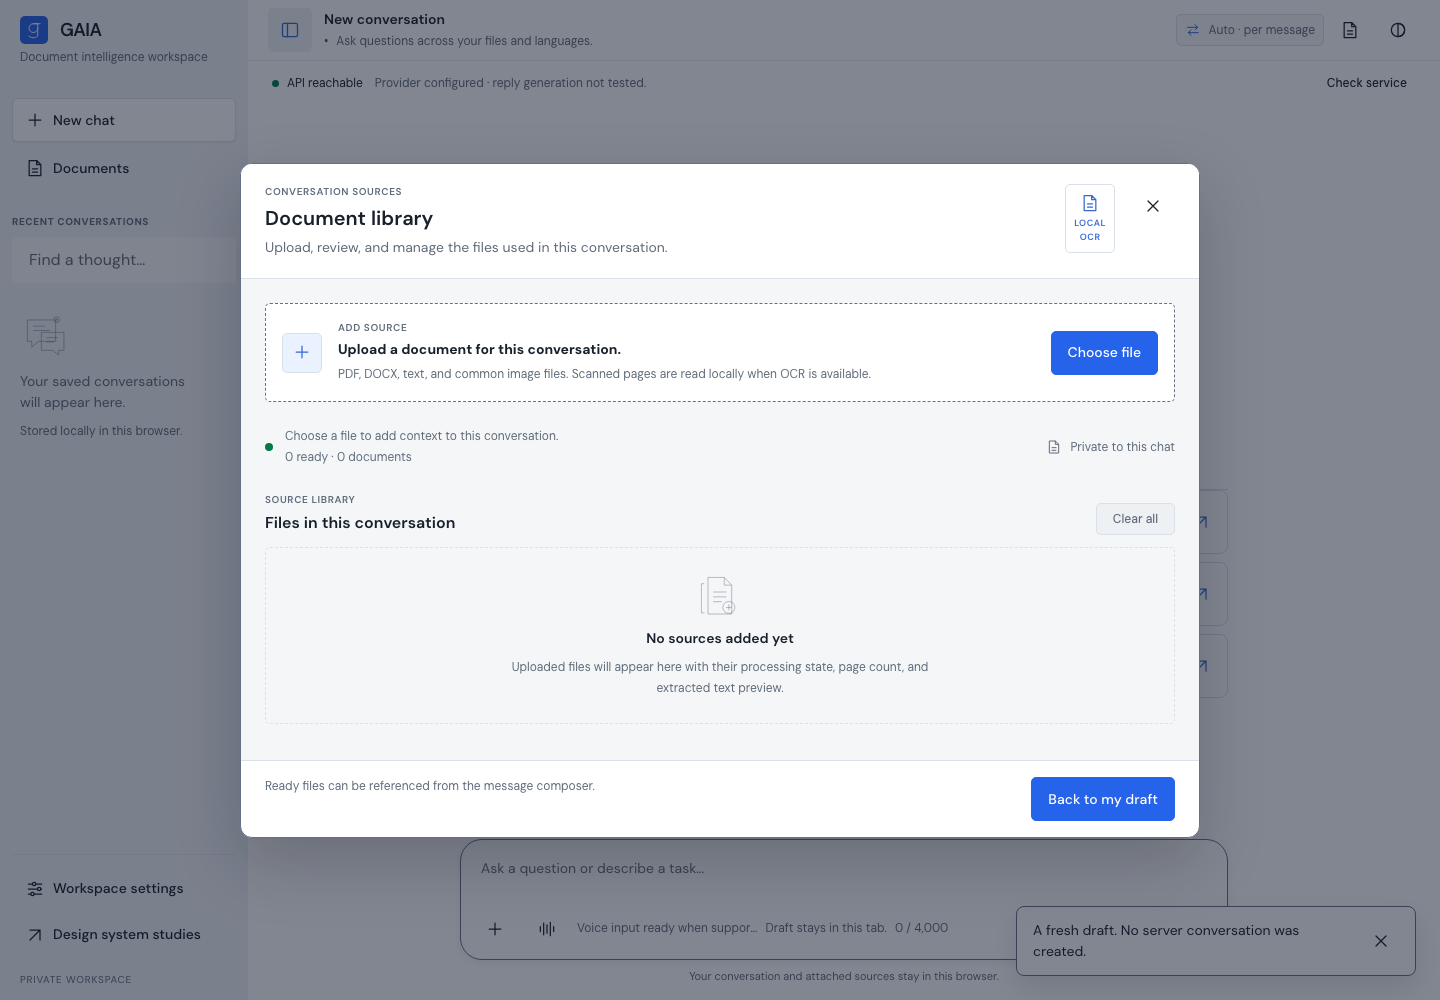 GAIA
Document intelligence workspace
New chat
Documents
RECENT CONVERSATIONS
Find a thought...
Your saved conversations
will appear here.
Stored locally in this browser.
Workspace settings
Design system studies
PRIVATE WORKSPACE
New conversation
• Ask questions across your files and languages.
Auto · per message
API reachable Provider configured · reply generation not tested.
Check service
CONVERSATION SOURCES
Document library
Upload, review, and manage the files used in this conversation.
LOCAL
OCR
ADD SOURCE
Upload a document for this conversation.
PDF, DOCX, text, and common image files. Scanned pages are read locally when OCR is available.
Choose file
Choose a file to add context to this conversation.
0 ready · 0 documents
Private to this chat
SOURCE LIBRARY
Files in this conversation
Clear all
No sources added yet
Uploaded files will appear here with their processing state, page count, and
extracted text preview.
Ready files can be referenced from the message composer.
Back to my draft
Ask a question or describe a task...
Voice input ready when suppor... Draft stays in this tab. 0 / 4,000
Your conversation and attached sources stay in this browser.
A fresh draft. No server conversation was
created.